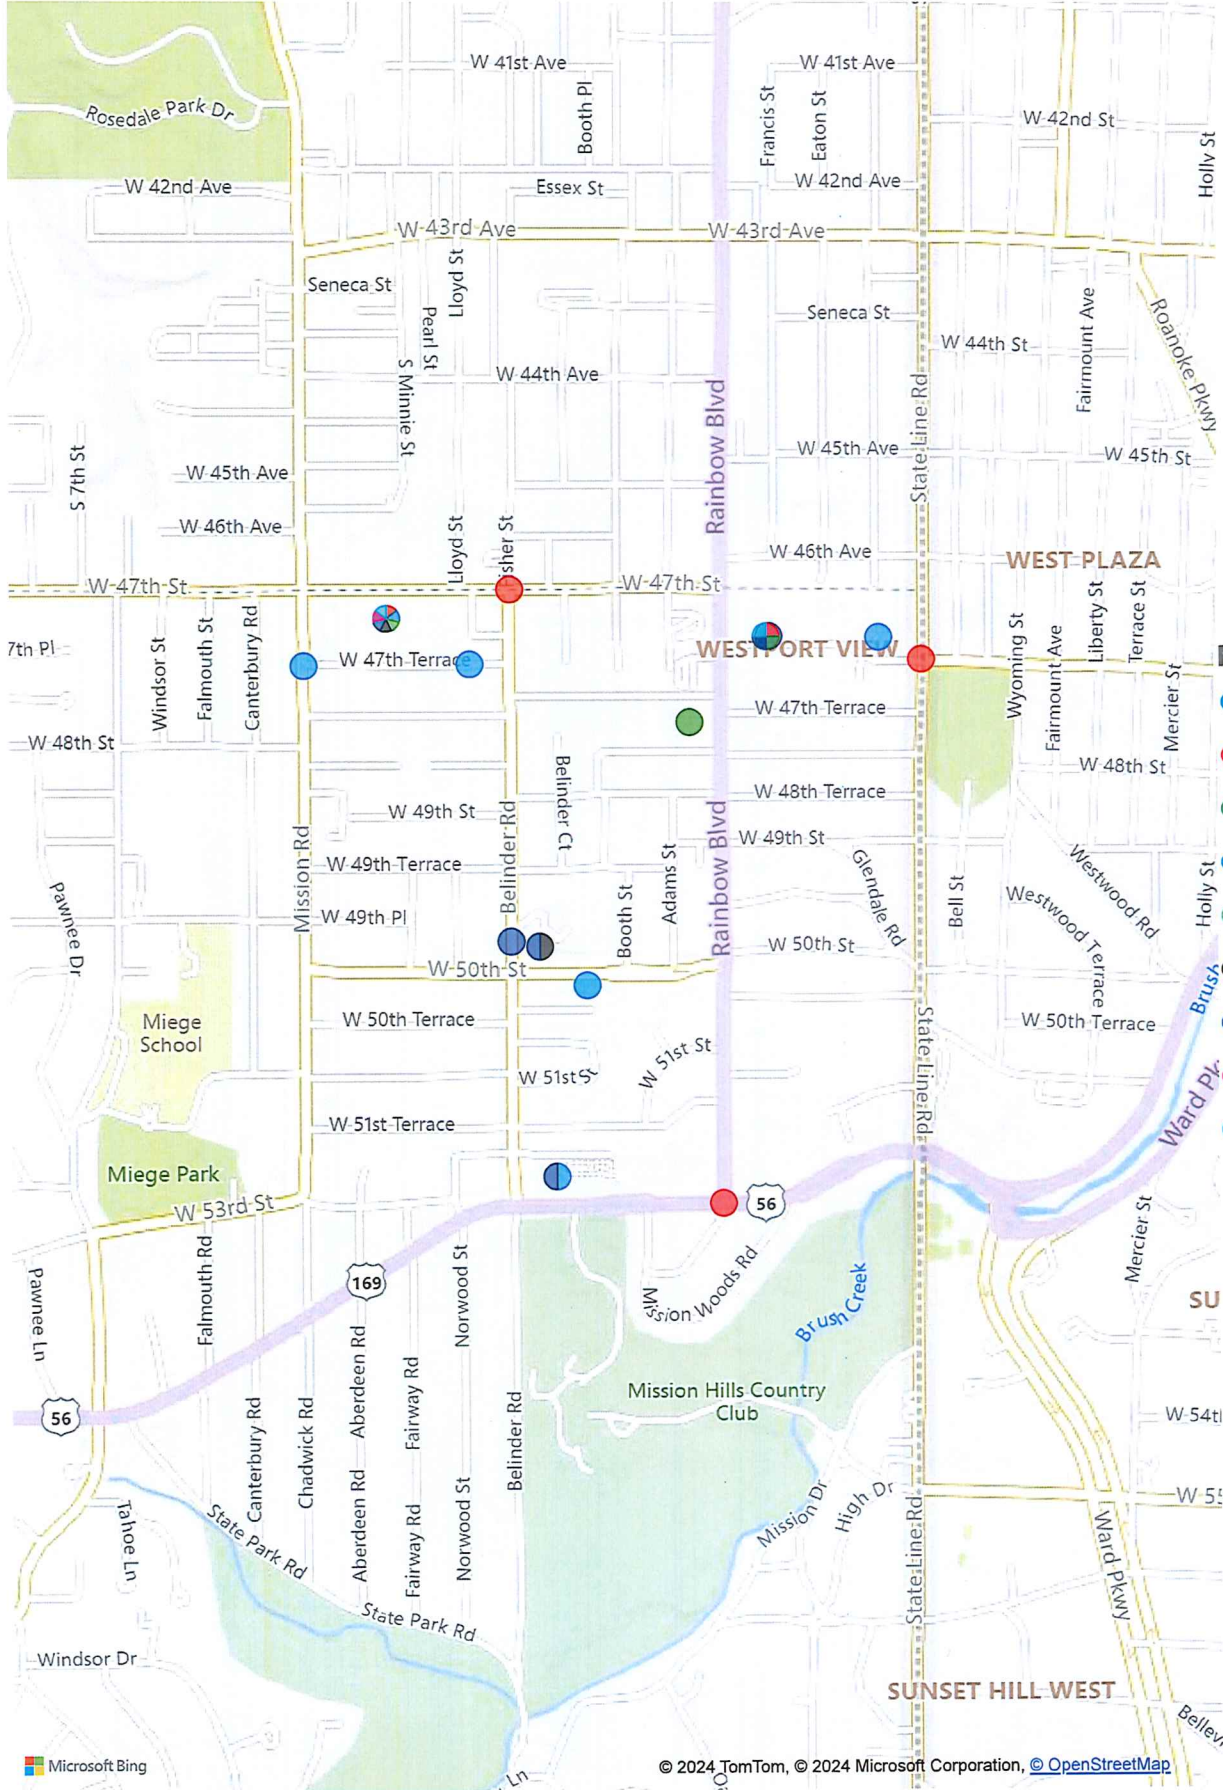 W 41st Ave
W 41st Ave
Booth Pl
Francis St
Eaton St
Rosedale Park Dr
W 42nd St
Holly St
W 42nd Ave
Essex St
W 42nd Ave
W 43rd Ave
W 43rd Ave
Lloyd St
Seneca St
Pearl St
Seneca St
Fairmount Ave
Roanoke Pkwy
W 44th St
S Minnie St
W 44th Ave
Rainbow Blvd
State Line Rd
S 7th St
W 45th Ave
W 45th Ave
W 45th St
W 46th Ave
Lloyd St
Fisher St
W 46th Ave
WEST PLAZA
W 47th St
W 47th St
Windsor St
Falmouth St
Canterbury Rd
7th Pl
W 47th Terrace
WESTPORT VIEW
Wyoming St
Fairmount Ave
Liberty St
Terrace St
Mercier St
W 47th Terrace
W 48th St
Belinder Ct
W 48th St
W 48th Terrace
W 49th St
Belinder Rd
Rainbow Blvd
W 49th St
Mission Rd
W 49th Terrace
Adams St
Booth St
Glendale Rd
Bell St
Westwood Rd
Westwood Terrace
Holly St
Pawnee Dr
W 49th Pl
W 50th St
W 50th St
Brush
Miege
School
W 50th Terrace
State Line Rd
W 50th Terrace
W 51st St
W 51st St
Ward Pk
W 51st Terrace
Miege Park
W 53rd St
56
Mercier St
Pawnee Ln
Falmouth Rd
169
Norwood St
Mission Woods Rd
Brush Creek
SU
Aberdeen Rd
Fairway Rd
Mission Hills Country
Club
56
Canterbury Rd
Chadwick Rd
Belinder Rd
W 54t
Aberdeen Rd
Fairway Rd
Norwood St
Mission Dr
High Dr
W 55
Tahoe Ln
State Park Rd
State Line Rd
Ward Pkwy
State Park Rd
Windsor Dr
SUNSET HILL WEST
Bellev
Microsoft Bing
Ln
© 2024 TomTom, © 2024 Microsoft Corporation, © OpenStreetMap